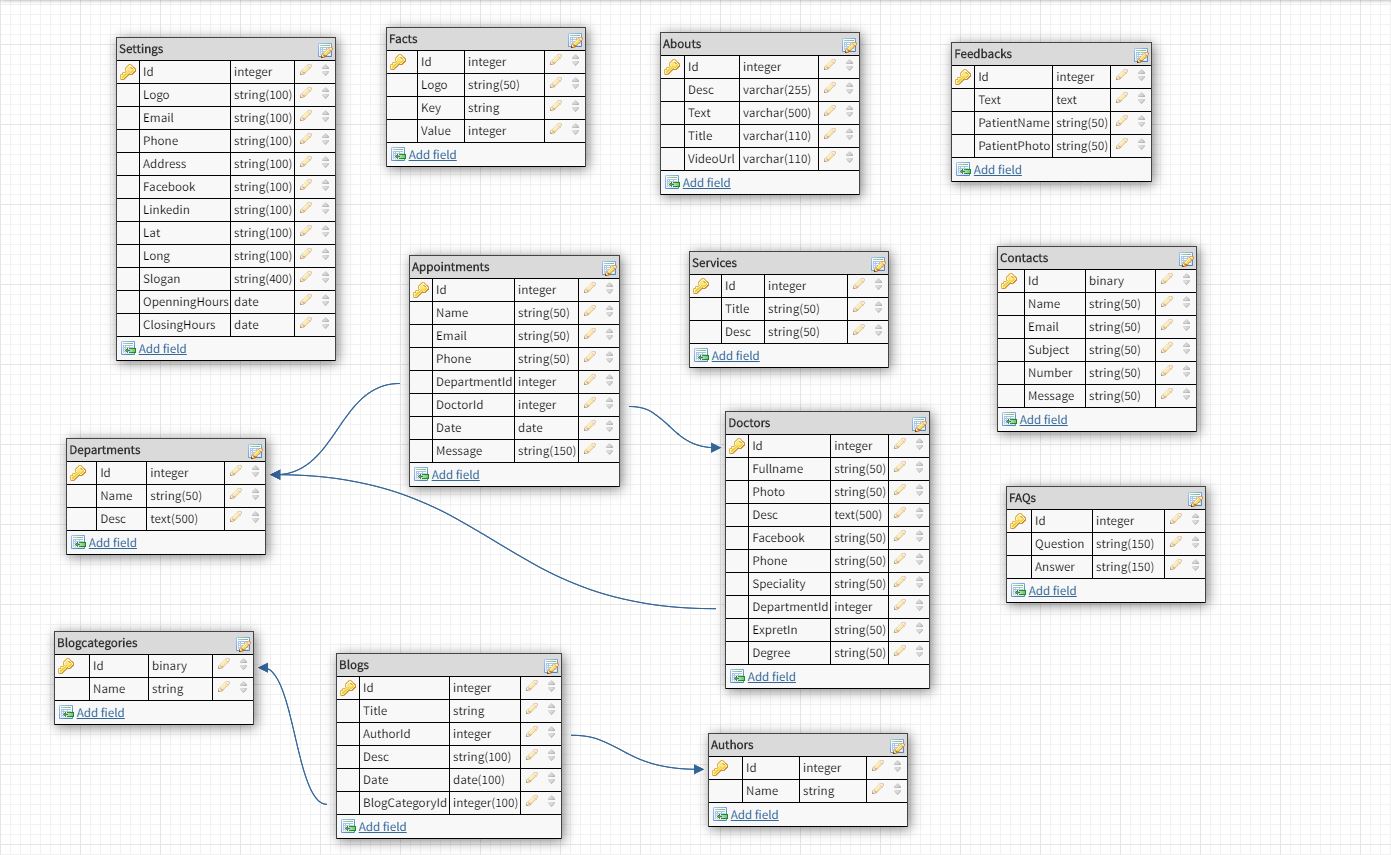 Settings
Id integer
Logo string(100)
Email string(100)
Phone string(100)
Address string(100)
Facebook string(100)
Linkedin string(100)
Lat string(100)
Long string(100)
Slogan string(400)
OpenningHours date
ClosingHours date
Add field
Facts
Id integer
Logo string(50)
Key string
Value integer
Add field
Abouts
Id integer
Desc varchar(255)
Text varchar(500)
Title varchar(110)
VideoUrl varchar(110)
Add field
Feedbacks
Id integer
Text text
PatientName string(50)
PatientPhoto string(50)
Add field
Appointments
Id integer
Name string(50)
Email string(50)
Phone string(50)
DepartmentId integer
DoctorId integer
Date date
Message string(150)
Add field
Services
Id integer
Title string(50)
Desc string(50)
Add field
Contacts
Id binary
Name string(50)
Email string(50)
Subject string(50)
Number string(50)
Message string(50)
Add field
Departments
Id integer
Name string(50)
Desc text(500)
Add field
Doctors
Id integer
Fullname string(50)
Photo string(50)
Desc text(500)
Facebook string(50)
Phone string(50)
Speciality string(50)
DepartmentId integer
ExpretIn string(50)
Degree string(50)
Add field
FAQs
Id integer
Question string(150)
Answer string(150)
Add field
Blogcategories
Id binary
Name string
Add field
Blogs
Id integer
Title string
AuthorId integer
Desc string(100)
Date date(100)
BlogCategoryId integer(100)
Add field
Authors
Id integer
Name string
Add field